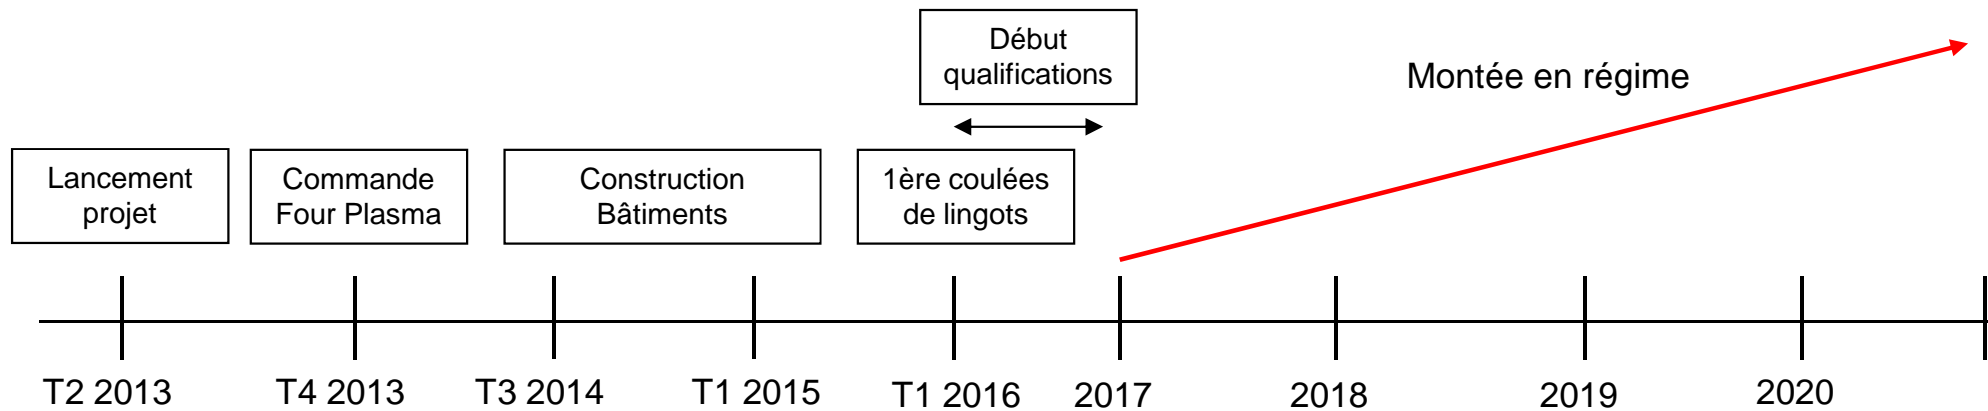 Début
qualifications
Montée en régime
Lancement
projet
Commande
Four Plasma
Construction
Bâtiments
1ère coulées
de lingots
T2 2013
T4 2013
T3 2014
T1 2015
T1 2016
2017
2018
2019
2020